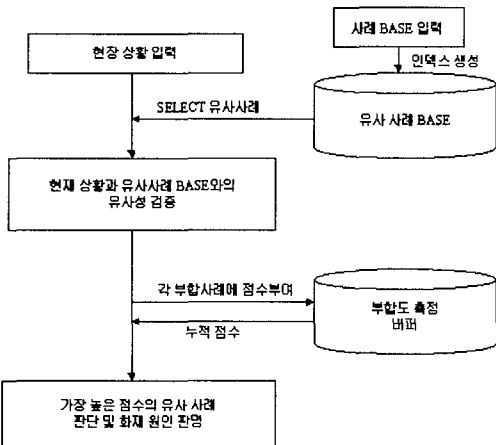 사례 BASE 입력
현장 상황 입력
인덱스 생성
SELECT 유사사례
유사 사례 BASE
현재 상황과 유사사례 BASE와의
유사성 검증
각 부합사례에 점수부여
부합도 측정
버퍼
누적 점수
가장 높은 점수의 유사 사례
판단 및 화재 원인 판명